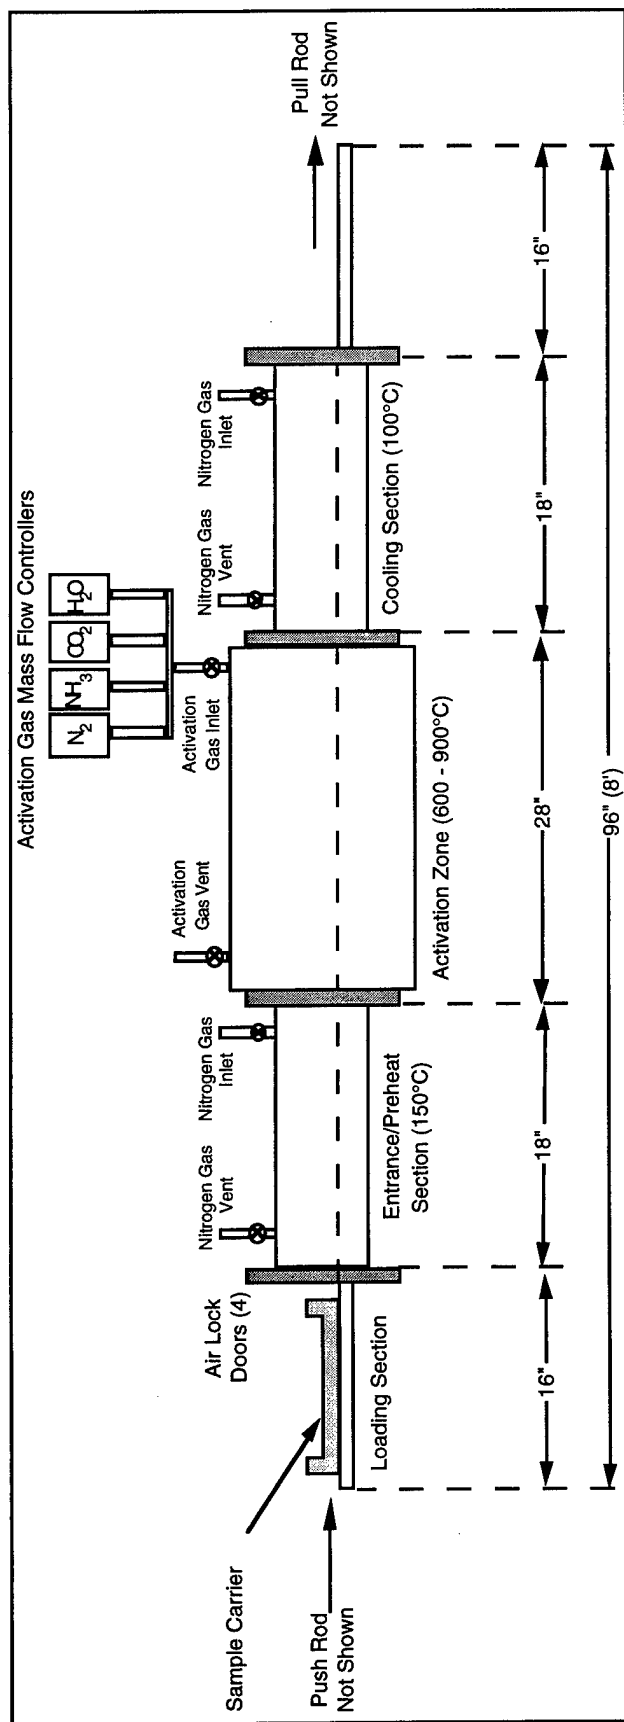 Activation Gas Mass Flow Controllers
N2
NH3
CO2
H2O
Sample Carrier
Air Lock
Doors (4)
Nitrogen Gas
Vent
Nitrogen Gas
Inlet
Activation
Gas Vent
Activation
Gas Inlet
Nitrogen Gas
Vent
Nitrogen Gas
Inlet
Pull Rod
Not Shown
Push Rod
Not Shown
Loading Section
Entrance/Preheat
Section (150°C)
Activation Zone (600 - 900°C)
Cooling Section (100°C)
16"
18"
28"
18"
16"
96" (8')